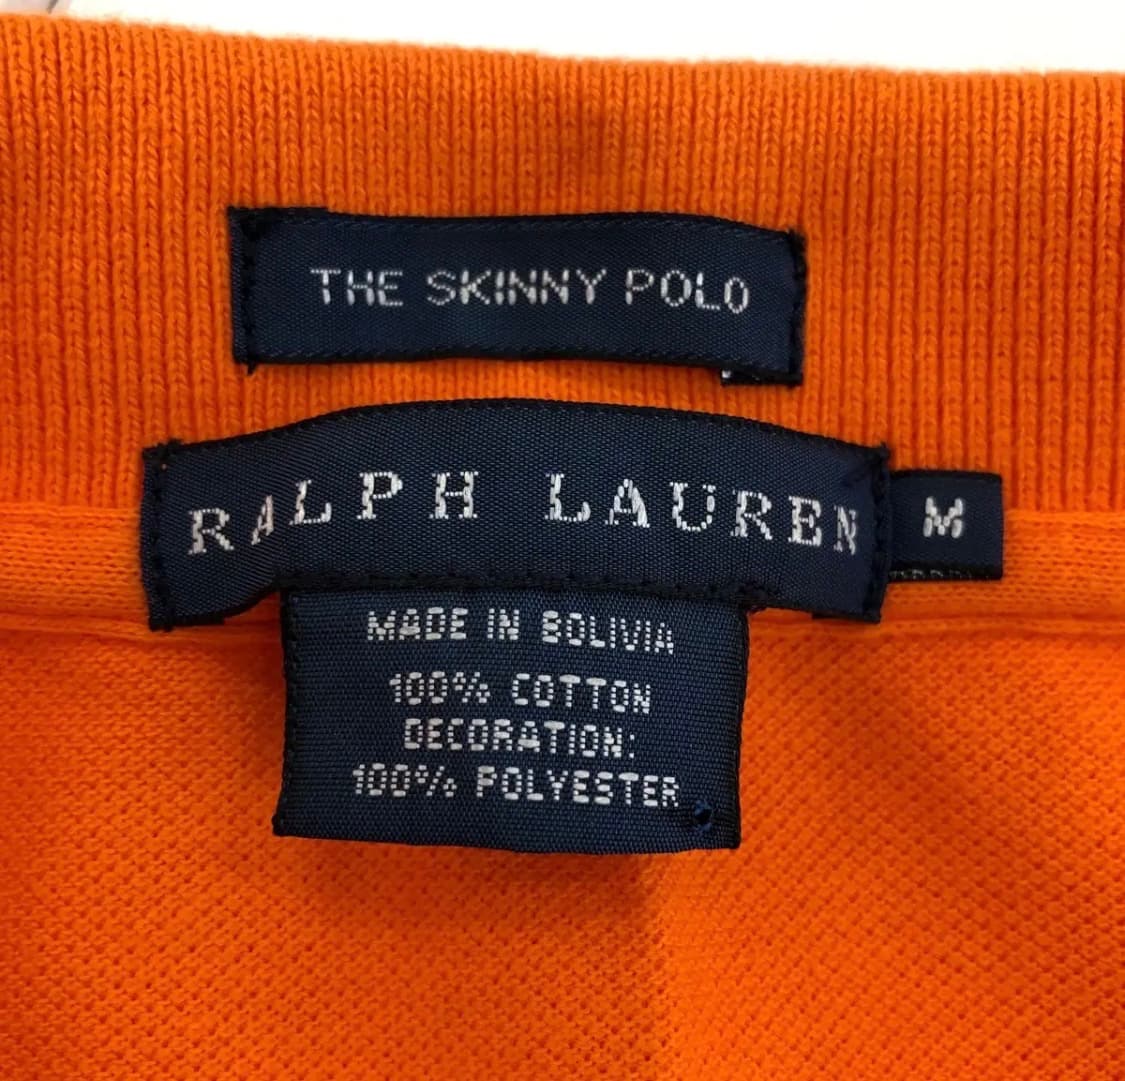 THE SKINNY POLO
RALPH LAUREN
M
MADE IN BOLIVIA
100% COTTON
DECORATION:
100% POLYESTER